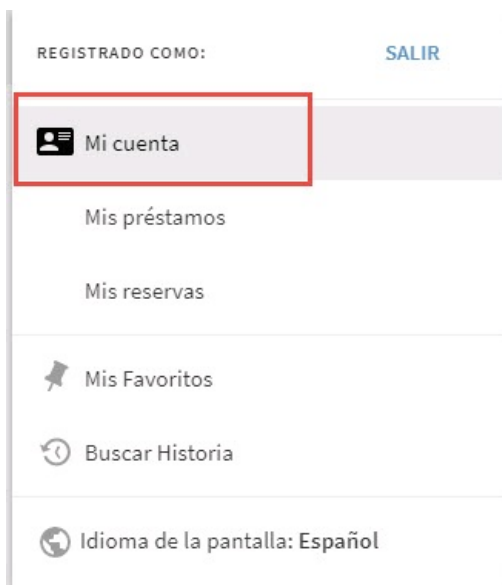 REGISTRADO COMO: SALIR
Mi cuenta
Mis préstamos
Mis reservas
Mis Favoritos
Buscar Historia
Idioma de la pantalla: Español